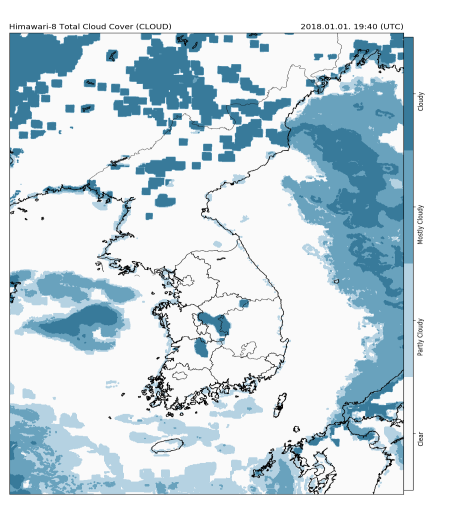 Himawari-8 Total Cloud Cover (CLOUD)
2018.01.01. 19:40 (UTC)
Cloudy
Mostly Cloudy
Partly Cloudy
Clear